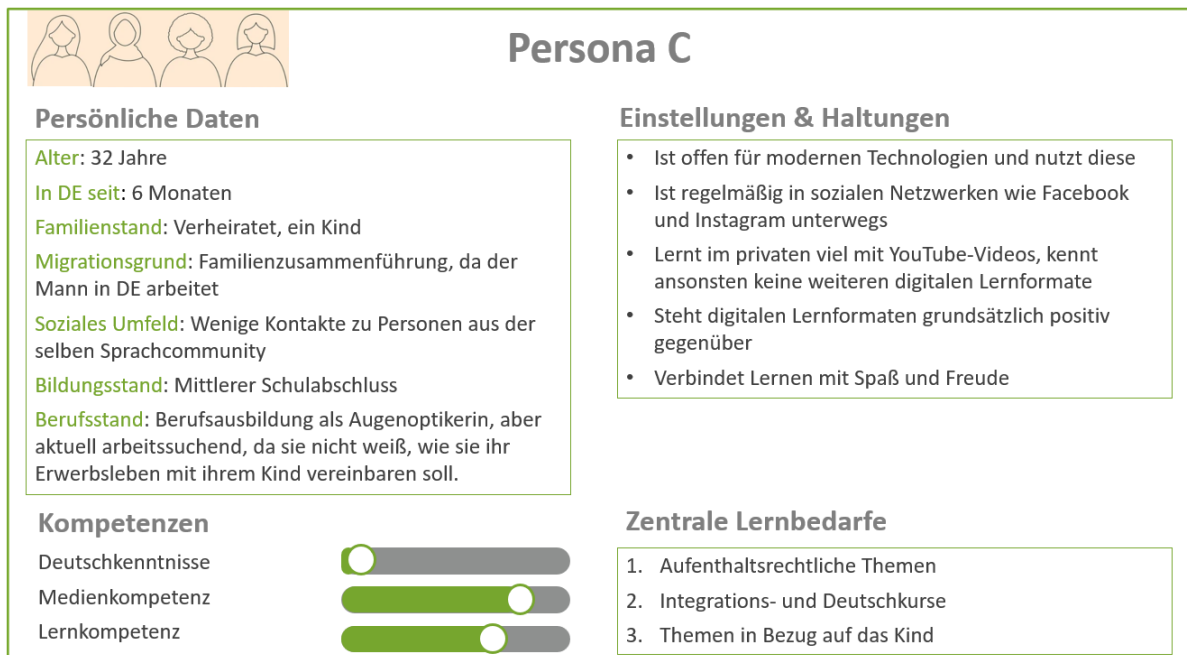 Persona C
Persönliche Daten
Alter: 32 Jahre
In DE seit: 6 Monaten
Familienstand: Verheiratet, ein Kind
Migrationsgrund: Familienzusammenführung, da der
Mann in DE arbeitet
Soziales Umfeld: Wenige Kontakte zu Personen aus der
selben Sprachcommunity
Bildungsstand: Mittlerer Schulabschluss
Berufsstand: Berufsausbildung als Augenoptikerin, aber
aktuell arbeitssuchend, da sie nicht weiß, wie sie ihr
Erwerbsleben mit ihrem Kind vereinbaren soll.
Einstellungen & Haltungen
• Ist offen für modernen Technologien und nutzt diese
• Ist regelmäßig in sozialen Netzwerken wie Facebook
und Instagram unterwegs
• Lernt im privaten viel mit YouTube-Videos, kennt
ansonsten keine weiteren digitalen Lernformate
• Steht digitalen Lernformaten grundsätzlich positiv
gegenüber
• Verbindet Lernen mit Spaß und Freude
Kompetenzen
Deutschkenntnisse
Medienkompetenz
Lernkompetenz
Zentrale Lernbedarfe
1. Aufenthaltsrechtliche Themen
2. Integrations- und Deutschkurse
3. Themen in Bezug auf das Kind